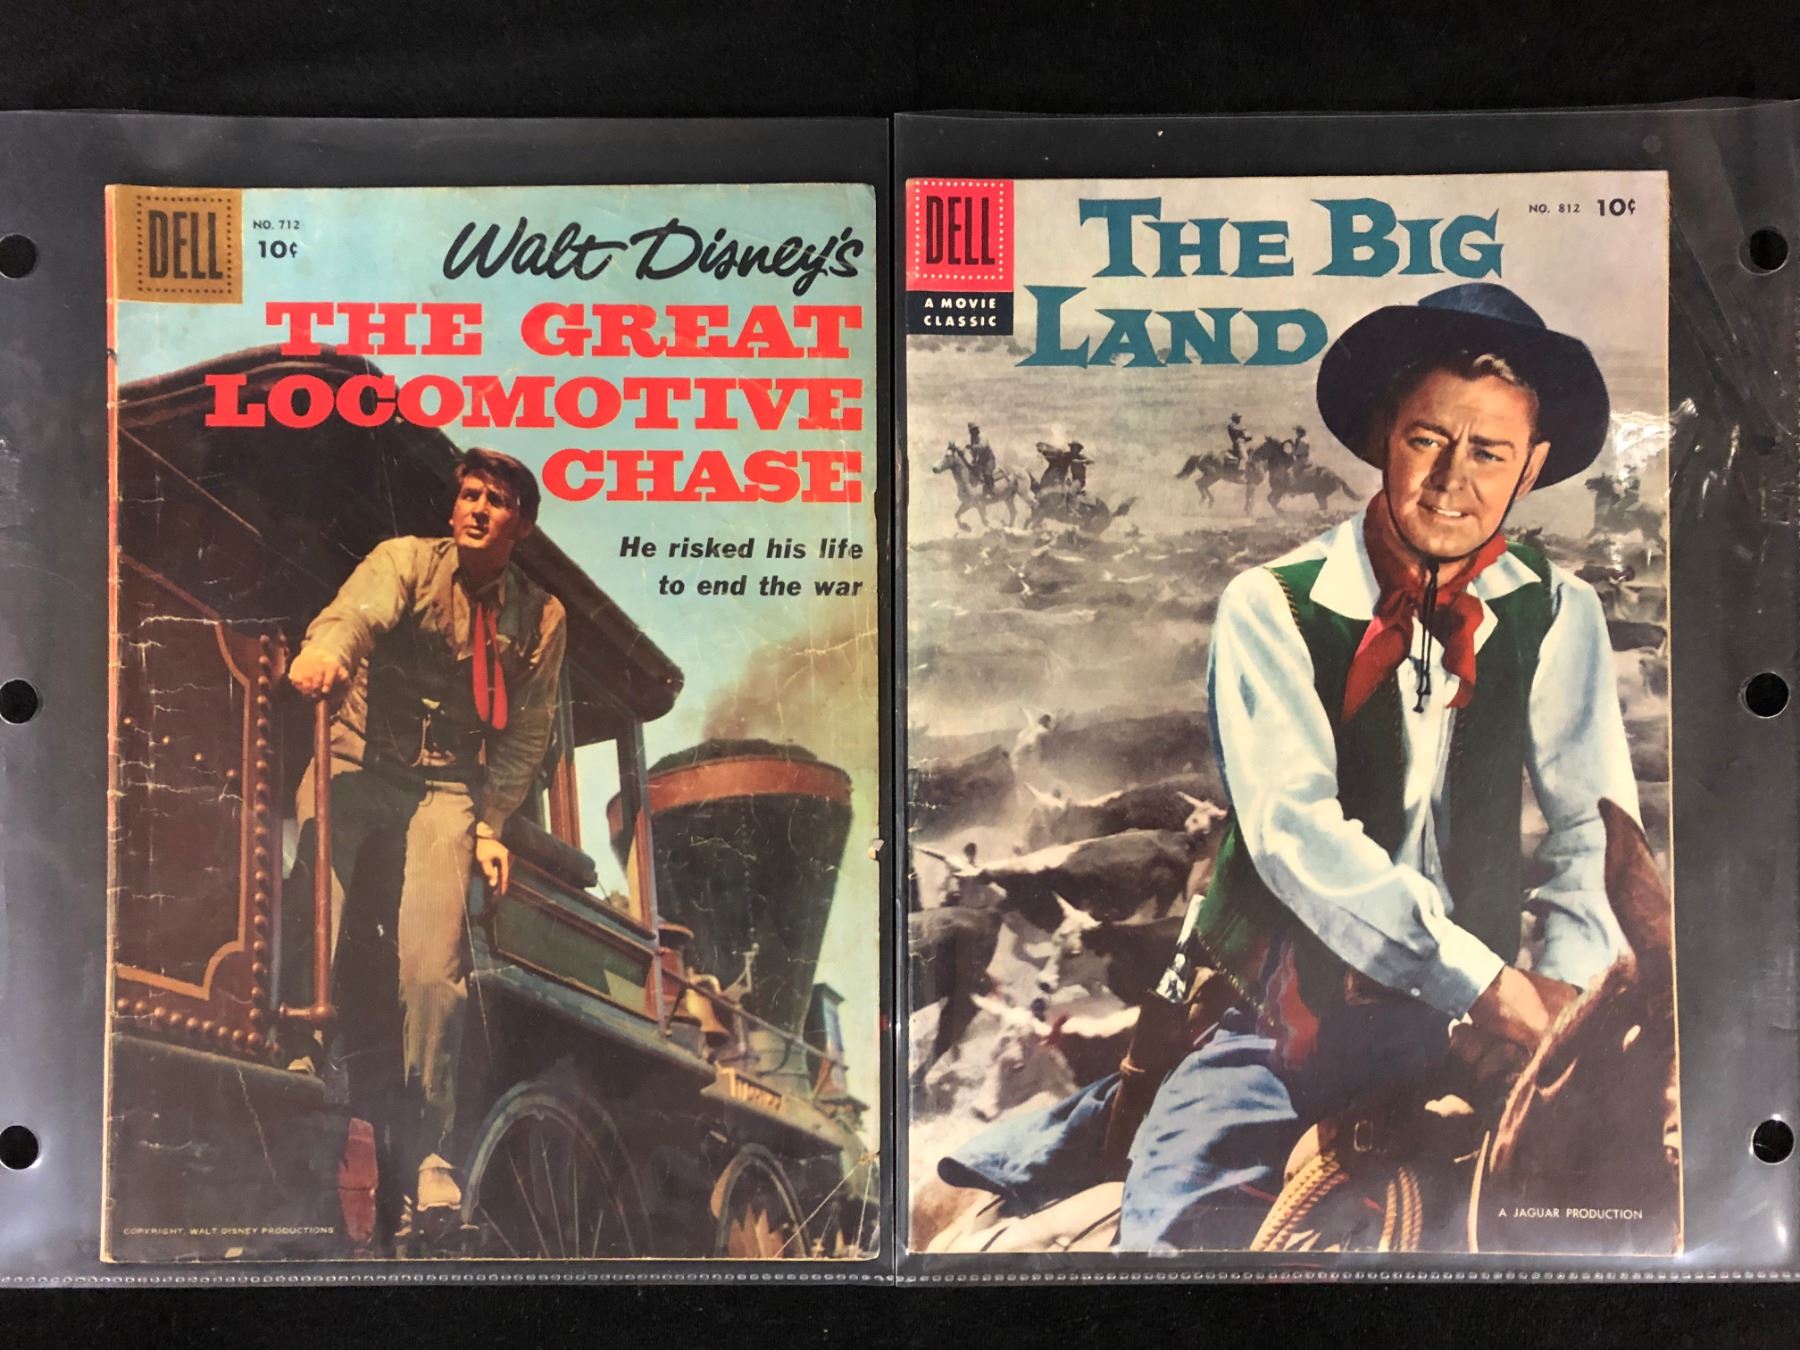 DELL
NO. 712
10¢
Walt Disney's
THE GREAT
LOCOMOTIVE
CHASE
He risked his life
to end the war
COPYRIGHT, WALT DISNEY PRODUCTIONS
DELL
A MOVIE
CLASSIC
THE BIG
LAND
NO. 812 10¢
A JAGUAR PRODUCTION